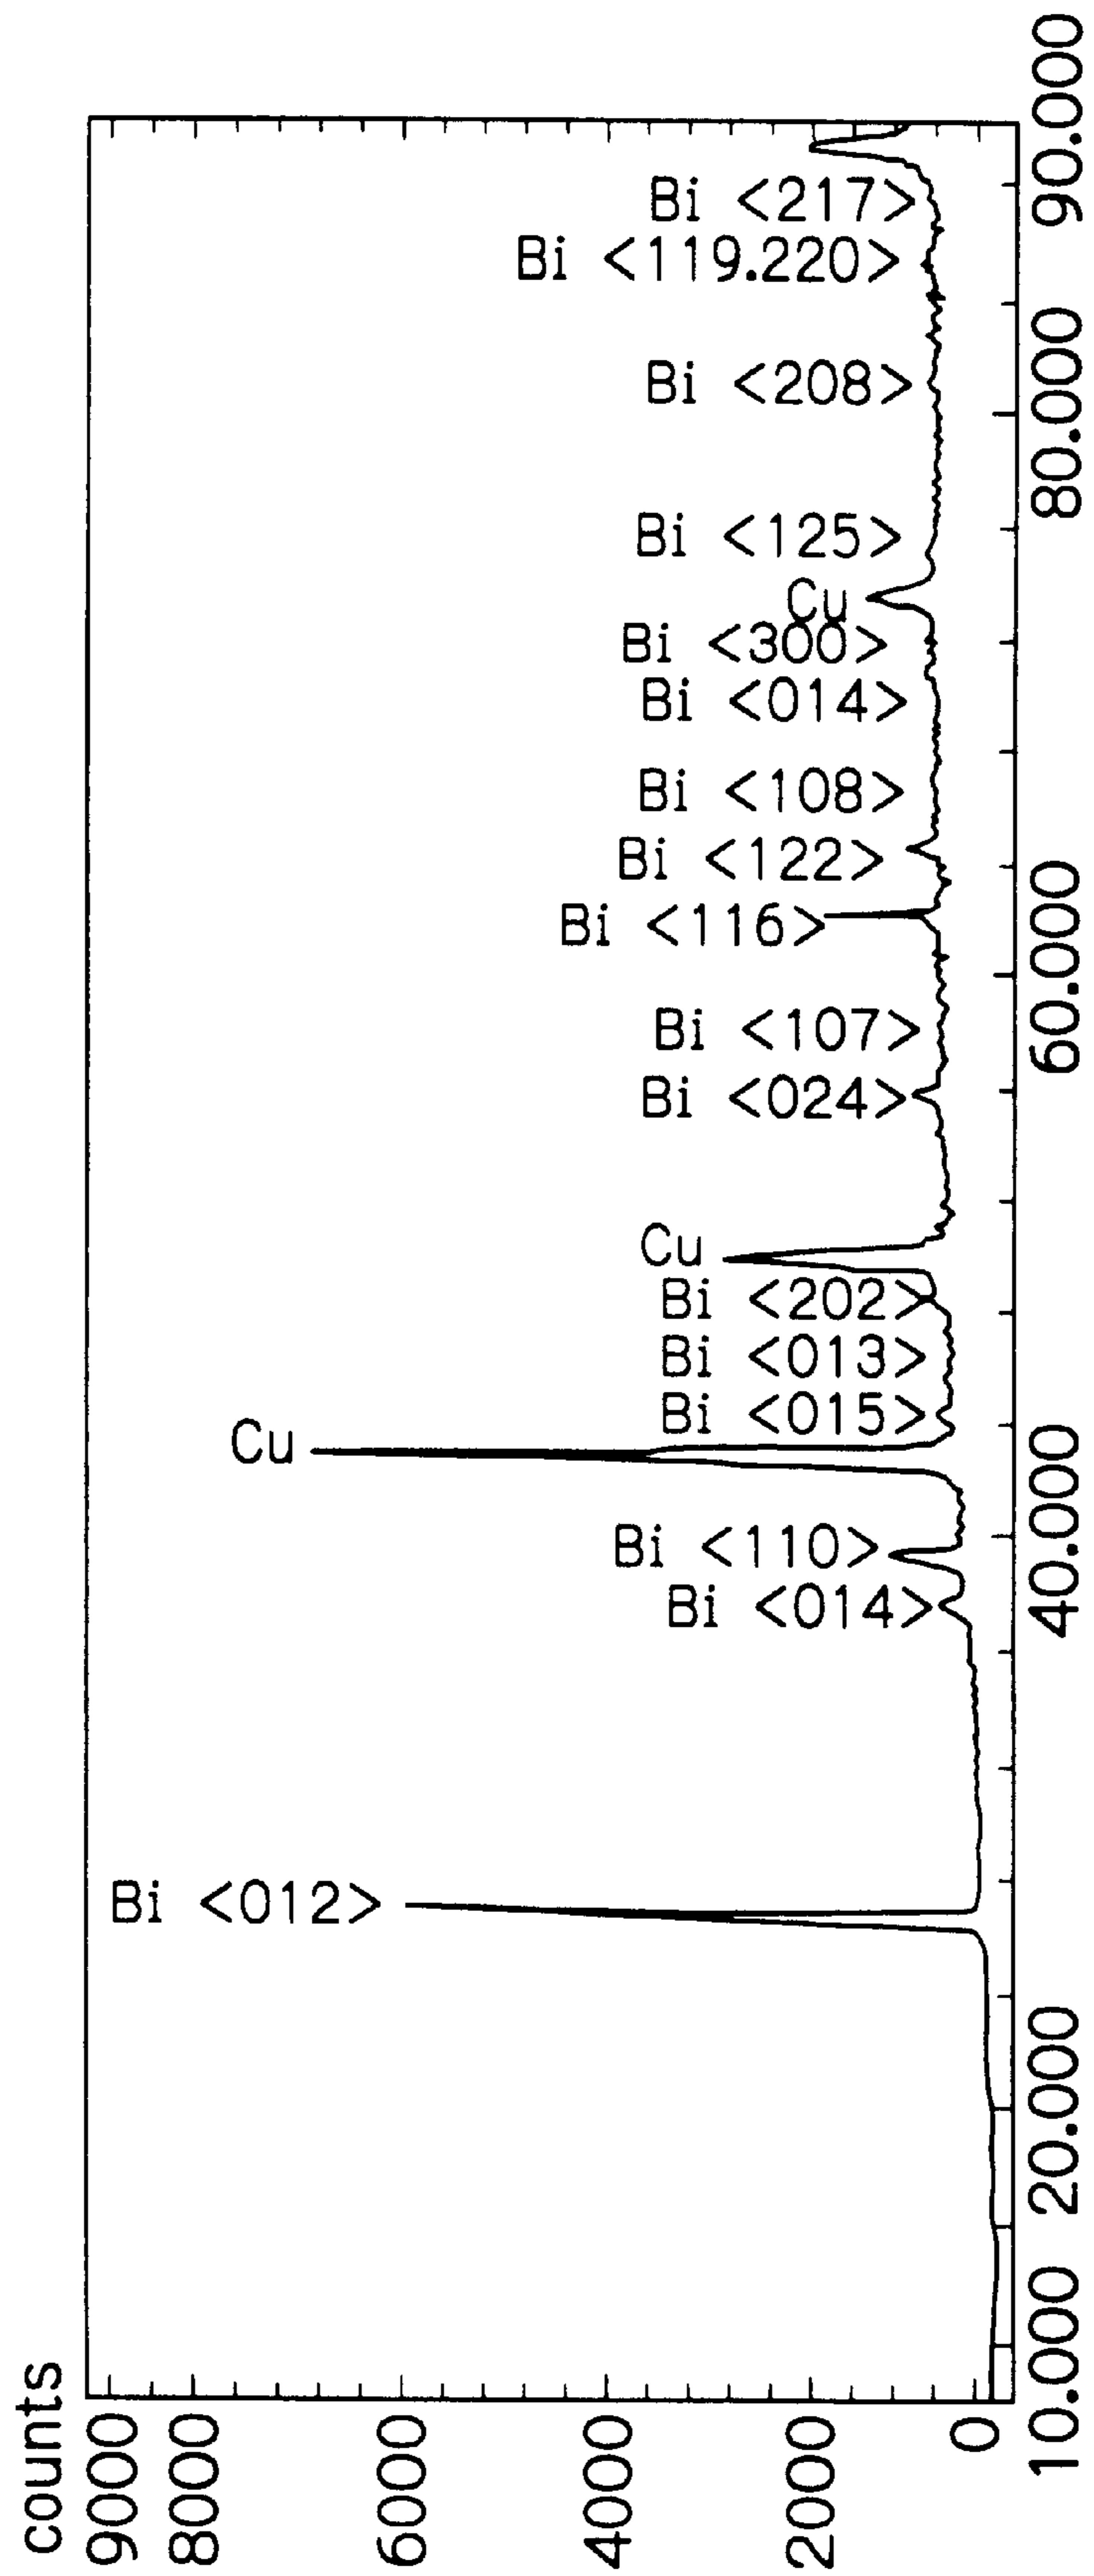 counts
9000
8000
6000
4000
2000
0
Bi <012>
Bi <014>
Bi <110>
Cu
Bi <015>
Bi <013>
Bi <202>
Cu
Bi <024>
Bi <107>
Bi <116>
Bi <122>
Bi <108>
Bi <014>
Bi <300>
Cu
Bi <125>
Bi <208>
Bi <119.220>
Bi <217>
10.000 20.000 40.000 60.000 80.000 90.000